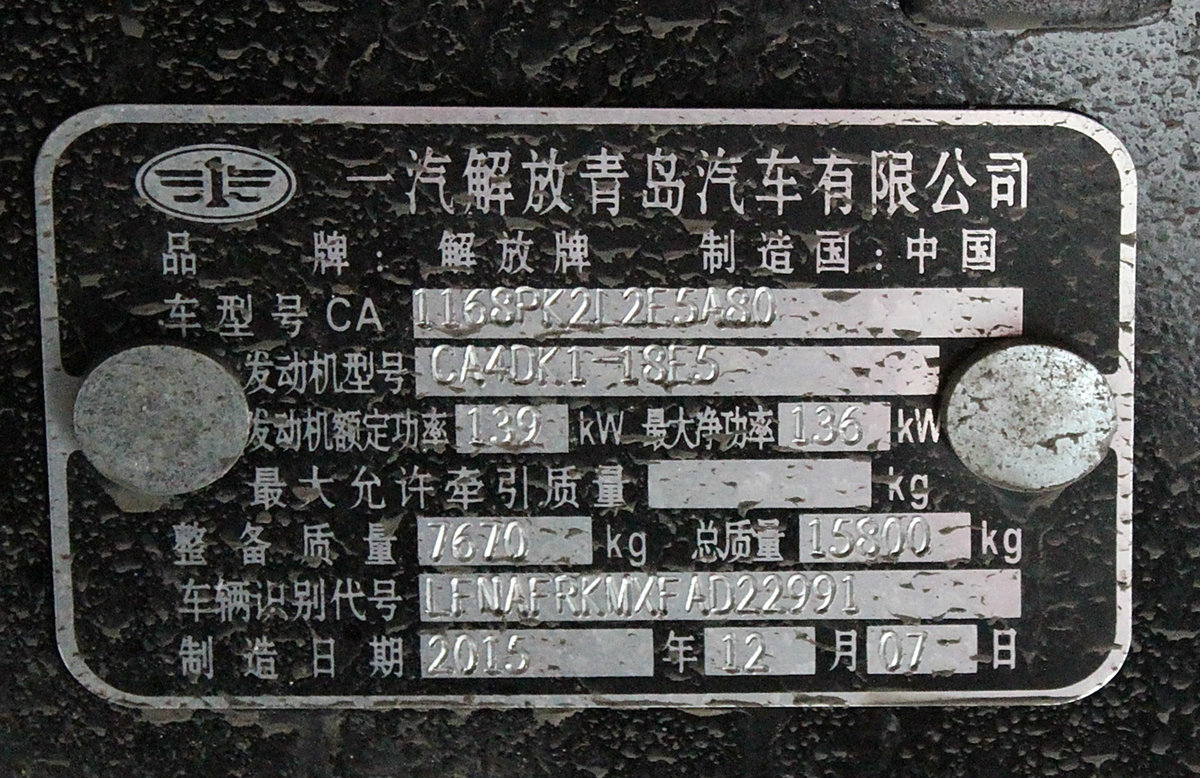 一汽解放青岛汽车有限公司
品 牌: 解放牌 制造国:中国
车型号 CA 1168PK2L2E5A80
发动机型号 CA4DK1-18E5
发动机额定功率 139 kW 最大净功率 136 kW
最大允许牵引质量 kg
整备质量 7670 kg 总质量 15800 kg
车辆识别代号 LFNAFRKMXFAD22991
制造日期 2015 年 12 月 07 日